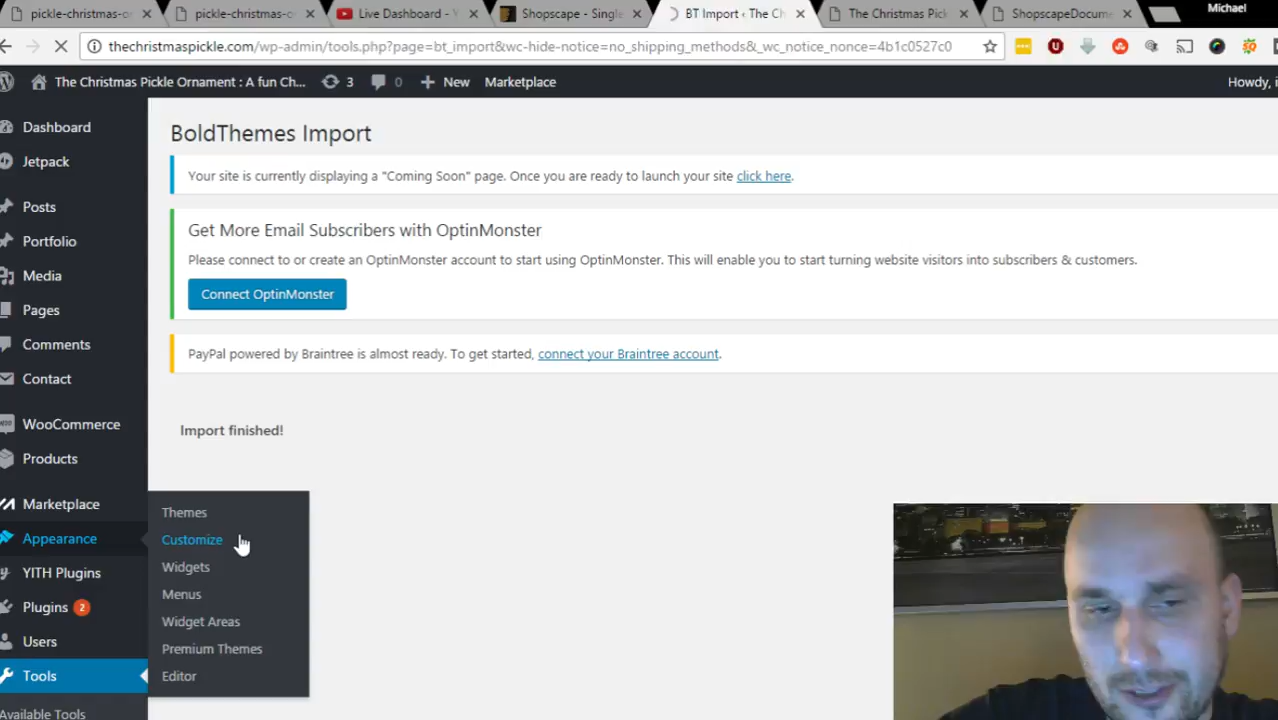 pickle-christmas-or
pickle-christmas-or
Live Dashboard - 
Shopscape - Single
BT Import ‹ The Ch
The Christmas Pick
ShopscapeDocume
Michael
thechristmaspickle.com/wp-admin/tools.php?page=bt_import&wc-hide-notice=no_shipping_methods&_wc_notice_nonce=4b1c0527c0
The Christmas Pickle Ornament : A fun Ch...
3
0
New
Marketplace
Howdy, i
Dashboard
Jetpack
Posts
Portfolio
Media
Pages
Comments
Contact
WooCommerce
Products
Marketplace
Appearance
YITH Plugins
Plugins 2
Users
Tools
Available Tools
Themes
Customize
Widgets
Menus
Widget Areas
Premium Themes
Editor
BoldThemes Import
Your site is currently displaying a "Coming Soon" page. Once you are ready to launch your site click here.
Get More Email Subscribers with OptinMonster
Please connect to or create an OptinMonster account to start using OptinMonster. This will enable you to start turning website visitors into subscribers & customers.
Connect OptinMonster
PayPal powered by Braintree is almost ready. To get started, connect your Braintree account.
Import finished!